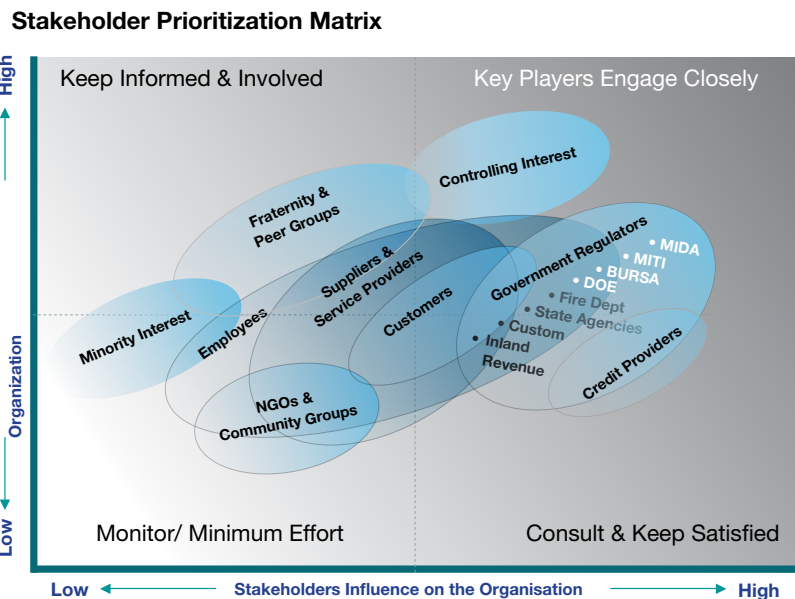 Stakeholder Prioritization Matrix
High
Keep Informed & Involved
Key Players Engage Closely
Controlling Interest
Fraternity &
Peer Groups
Government Regulators
• MIDA
• MITI
• BURSA
• DOE
• Fire Dept
• State Agencies
• Custom
• Inland
Revenue
Suppliers &
Service Providers
Customers
Employees
Minority Interest
Credit Providers
NGOs &
Community Groups
Organization
Low
Monitor/ Minimum Effort
Consult & Keep Satisfied
Low
Stakeholders Influence on the Organisation
High